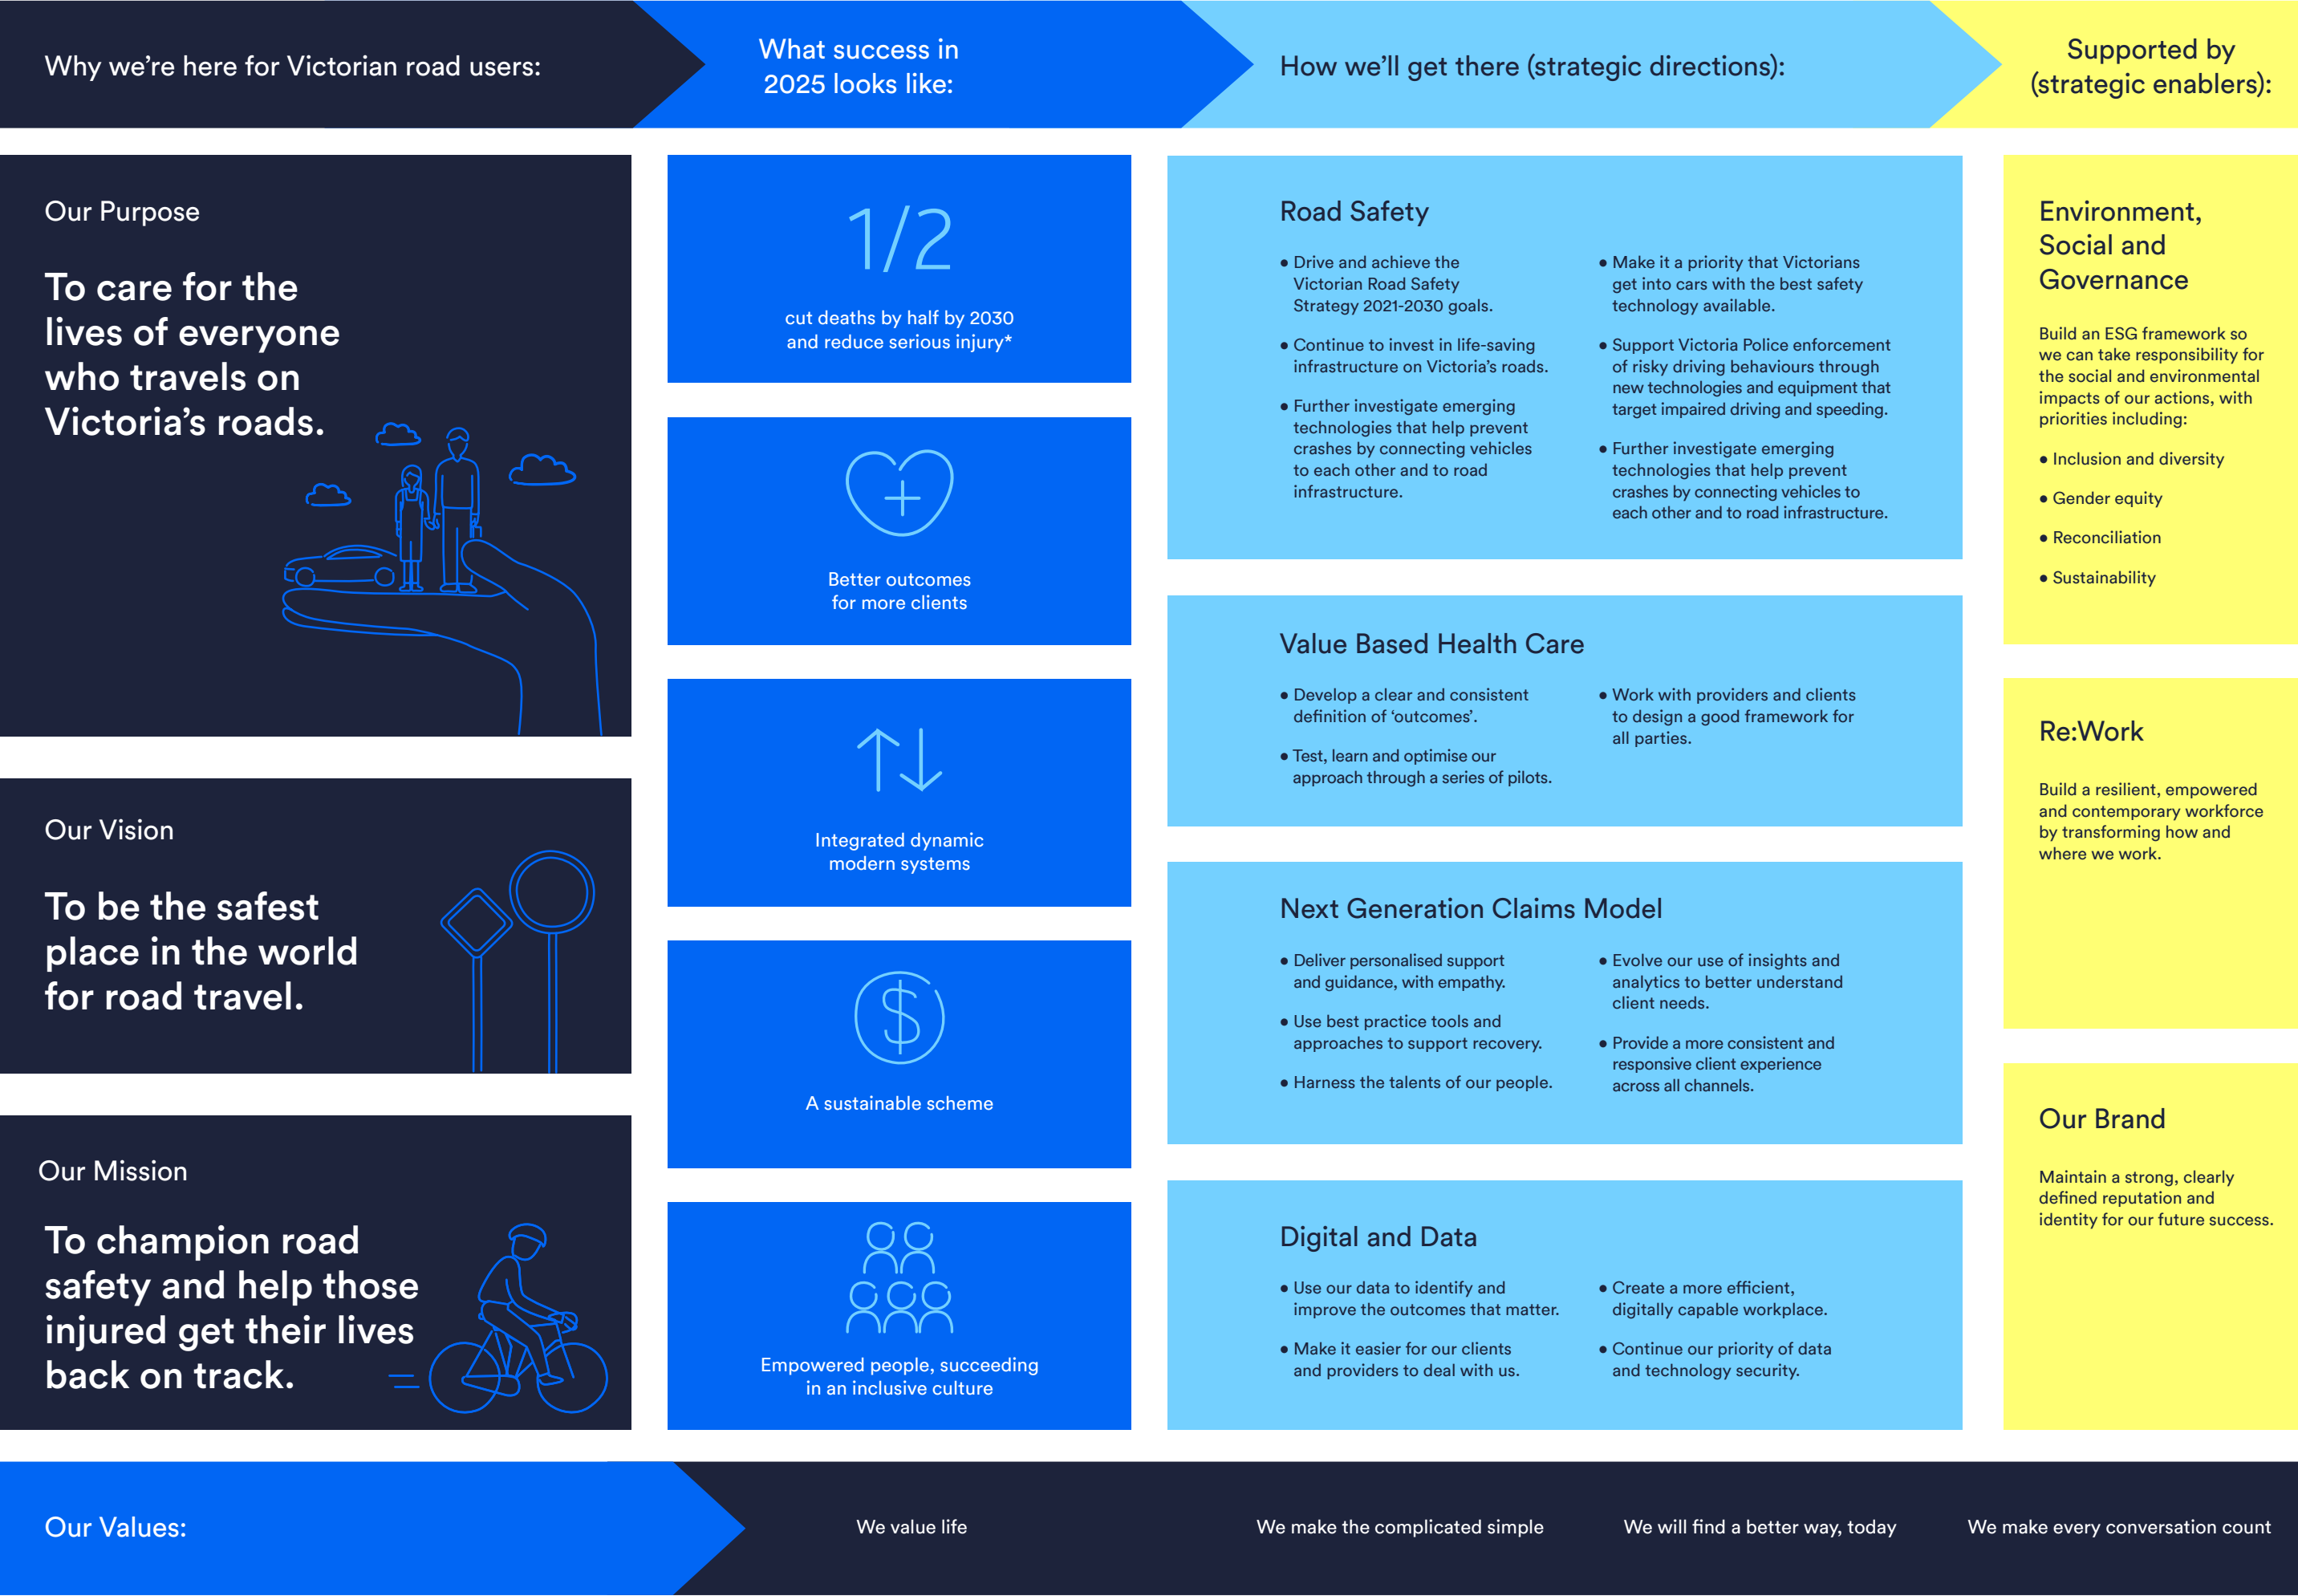 Why we're here for Victorian road users:
What success in
2025 looks like:
How we'll get there (strategic directions):
Supported by
(strategic enablers):
Our Purpose
To care for the
lives of everyone
who travels on
Victoria's roads.
Our Vision
To be the safest
place in the world
for road travel.
Our Mission
To champion road
safety and help those
injured get their lives
back on track.
1/2
cut deaths by half by 2030
and reduce serious injury*
Better outcomes
for more clients
Integrated dynamic
modern systems
$
A sustainable scheme
Empowered people, succeeding
in an inclusive culture
Road Safety
• Drive and achieve the
Victorian Road Safety
Strategy 2021-2030 goals.
• Continue to invest in life-saving
infrastructure on Victoria's roads.
• Further investigate emerging
technologies that help prevent
crashes by connecting vehicles
to each other and to road
infrastructure.
• Make it a priority that Victorians
get into cars with the best safety
technology available.
• Support Victoria Police enforcement
of risky driving behaviours through
new technologies and equipment that
target impaired driving and speeding.
• Further investigate emerging
technologies that help prevent
crashes by connecting vehicles to
each other and to road infrastructure.
Value Based Health Care
• Develop a clear and consistent
definition of 'outcomes'.
• Test, learn and optimise our
approach through a series of pilots.
• Work with providers and clients
to design a good framework for
all parties.
Next Generation Claims Model
• Deliver personalised support
and guidance, with empathy.
• Use best practice tools and
approaches to support recovery.
• Harness the talents of our people.
• Evolve our use of insights and
analytics to better understand
client needs.
• Provide a more consistent and
responsive client experience
across all channels.
Digital and Data
• Use our data to identify and
improve the outcomes that matter.
• Make it easier for our clients
and providers to deal with us.
• Create a more efficient,
digitally capable workplace.
• Continue our priority of data
and technology security.
Environment,
Social and
Governance
Build an ESG framework so
we can take responsibility for
the social and environmental
impacts of our actions, with
priorities including:
• Inclusion and diversity
• Gender equity
• Reconciliation
• Sustainability
Re:Work
Build a resilient, empowered
and contemporary workforce
by transforming how and
where we work.
Our Brand
Maintain a strong, clearly
defined reputation and
identity for our future success.
Our Values:
We value life
We make the complicated simple
We will find a better way, today
We make every conversation count